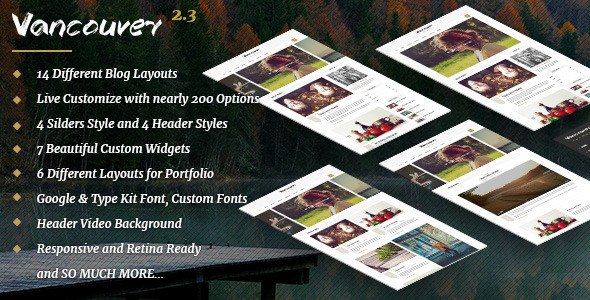 Vancouver 2.3
14 Different Blog Layouts
Live Customize with nearly 200 Options
4 Silders Style and 4 Header Styles
7 Beautiful Custom Widgets
6 Different Layouts for Portfolio
Google & Type Kit Font, Custom Fonts
Header Video Background
Responsive and Retina Ready
and SO MUCH MORE...